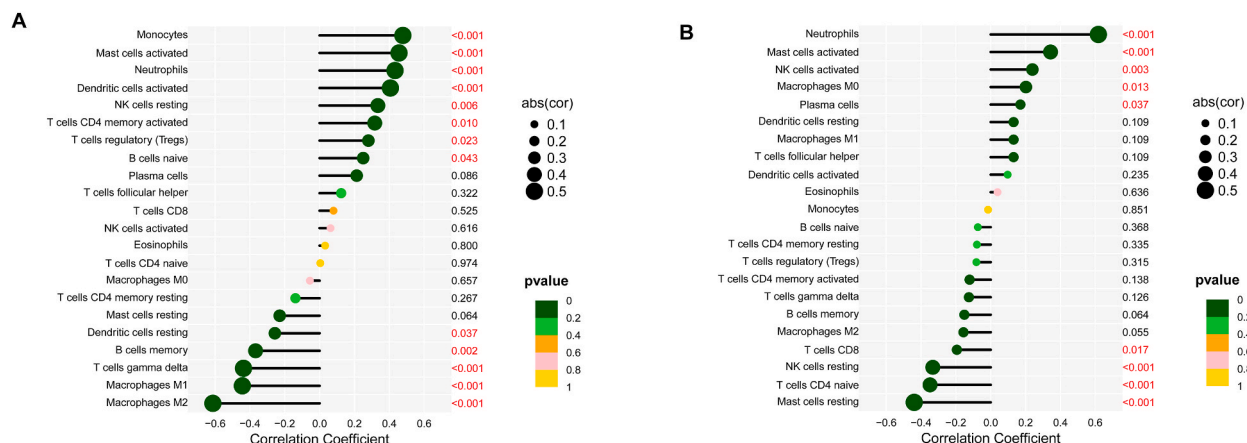 A
Monocytes <0.001
Mast cells activated <0.001
Neutrophils <0.001
Dendritic cells activated <0.001
NK cells resting 0.006
T cells CD4 memory activated 0.010
T cells regulatory (Tregs) 0.023
B cells naive 0.043
Plasma cells 0.086
T cells follicular helper 0.322
T cells CD8 0.525
NK cells activated 0.616
Eosinophils 0.800
T cells CD4 naive 0.974
Macrophages M0 0.657
T cells CD4 memory resting 0.267
Mast cells resting 0.064
Dendritic cells resting 0.037
B cells memory 0.002
T cells gamma delta <0.001
Macrophages M1 <0.001
Macrophages M2 <0.001
−0.6 −0.4 −0.2 0.0 0.2 0.4 0.6
Correlation Coefficient
abs(cor)
0.1
0.2
0.3
0.4
0.5
pvalue
0
0.2
0.4
0.6
0.8
1
B
Neutrophils <0.001
Mast cells activated <0.001
NK cells activated 0.003
Macrophages M0 0.013
Plasma cells 0.037
Dendritic cells resting 0.109
Macrophages M1 0.109
T cells follicular helper 0.109
Dendritic cells activated 0.235
Eosinophils 0.636
Monocytes 0.851
B cells naive 0.368
T cells CD4 memory resting 0.335
T cells regulatory (Tregs) 0.315
T cells CD4 memory activated 0.138
T cells gamma delta 0.126
B cells memory 0.064
Macrophages M2 0.055
T cells CD8 0.017
NK cells resting <0.001
T cells CD4 naive <0.001
Mast cells resting <0.001
−0.6 −0.4 −0.2 0.0 0.2 0.4 0.6
Correlation Coefficient
abs(cor)
0.1
0.2
0.3
0.4
0.5
pvalue
0
0.2
0.4
0.6
0.8
1